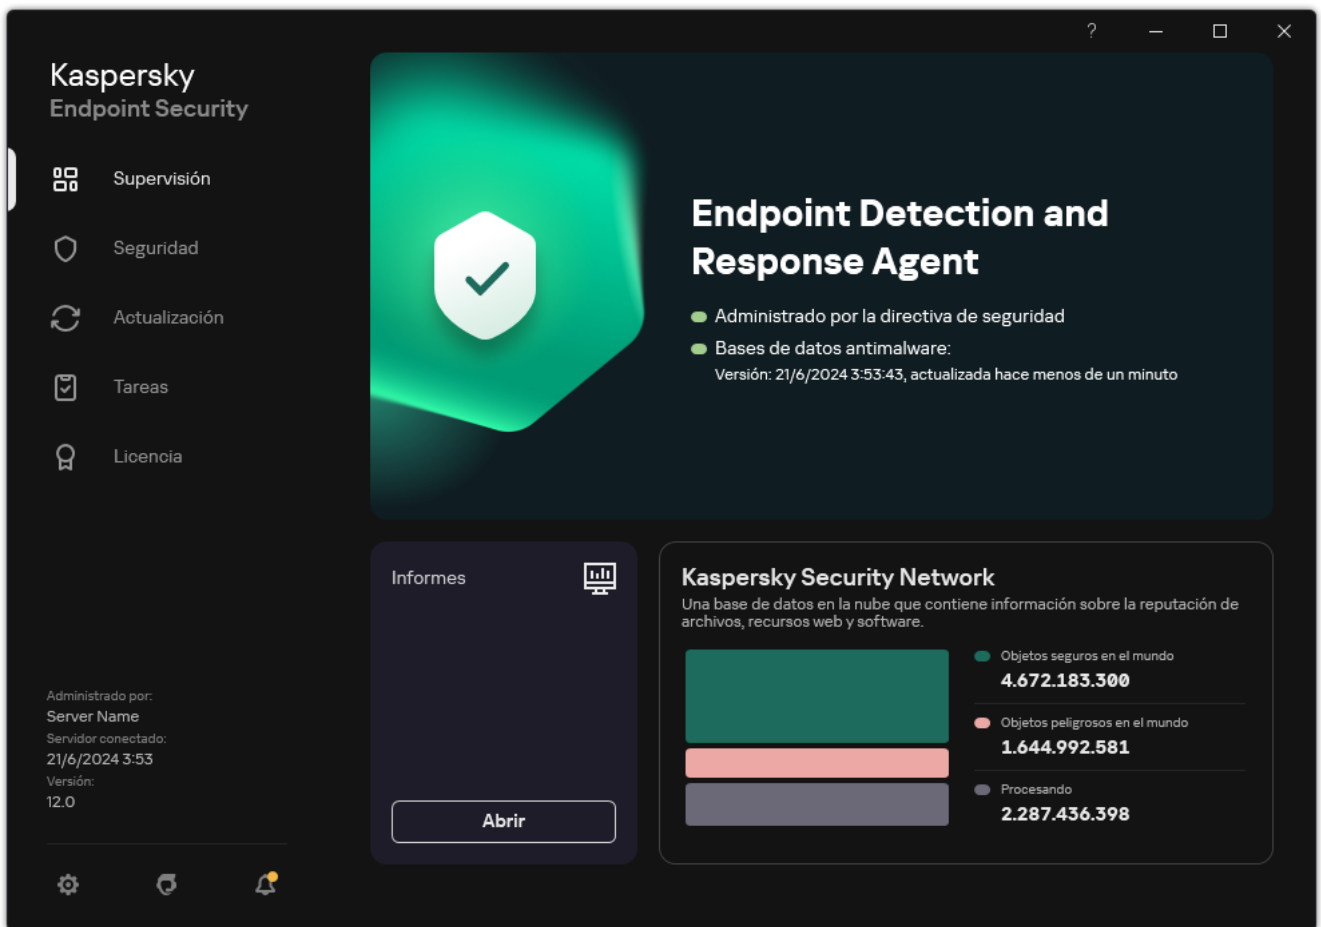 ?
Kaspersky
Endpoint Security
Supervisión
Seguridad
Actualización
Tareas
Licencia
Administrado por:
Server Name
Servidor conectado:
21/6/2024 3:53
Versión:
12.0
Endpoint Detection and
Response Agent
Administrado por la directiva de seguridad
Bases de datos antimalware:
Versión: 21/6/2024 3:53:43, actualizada hace menos de un minuto
Informes
Abrir
Kaspersky Security Network
Una base de datos en la nube que contiene información sobre la reputación de
archivos, recursos web y software.
Objetos seguros en el mundo
4.672.183.300
Objetos peligrosos en el mundo
1.644.992.581
Procesando
2.287.436.398